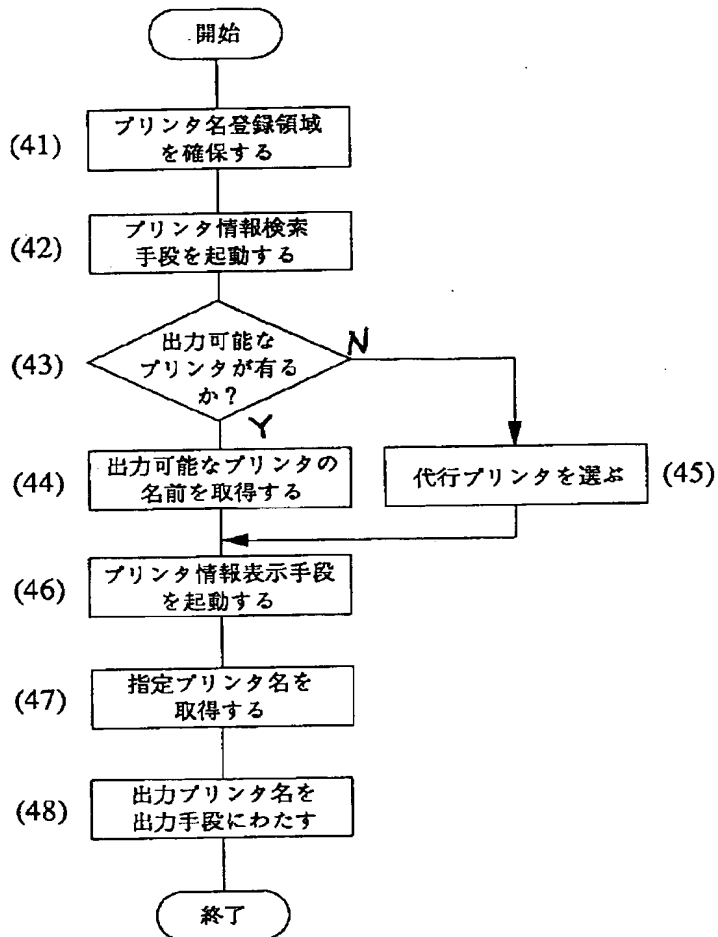 開始
(41)
プリンタ名登録領域
を確保する
(42)
プリンタ情報検索
手段を起動する
(43)
出力可能な
プリンタが有る
か?
N
Y
(44)
出力可能なプリンタの
名前を取得する
代行プリンタを選ぶ
(45)
(46)
プリンタ情報表示手段
を起動する
(47)
指定プリンタ名を
取得する
(48)
出力プリンタ名を
出力手段にわたす
終了